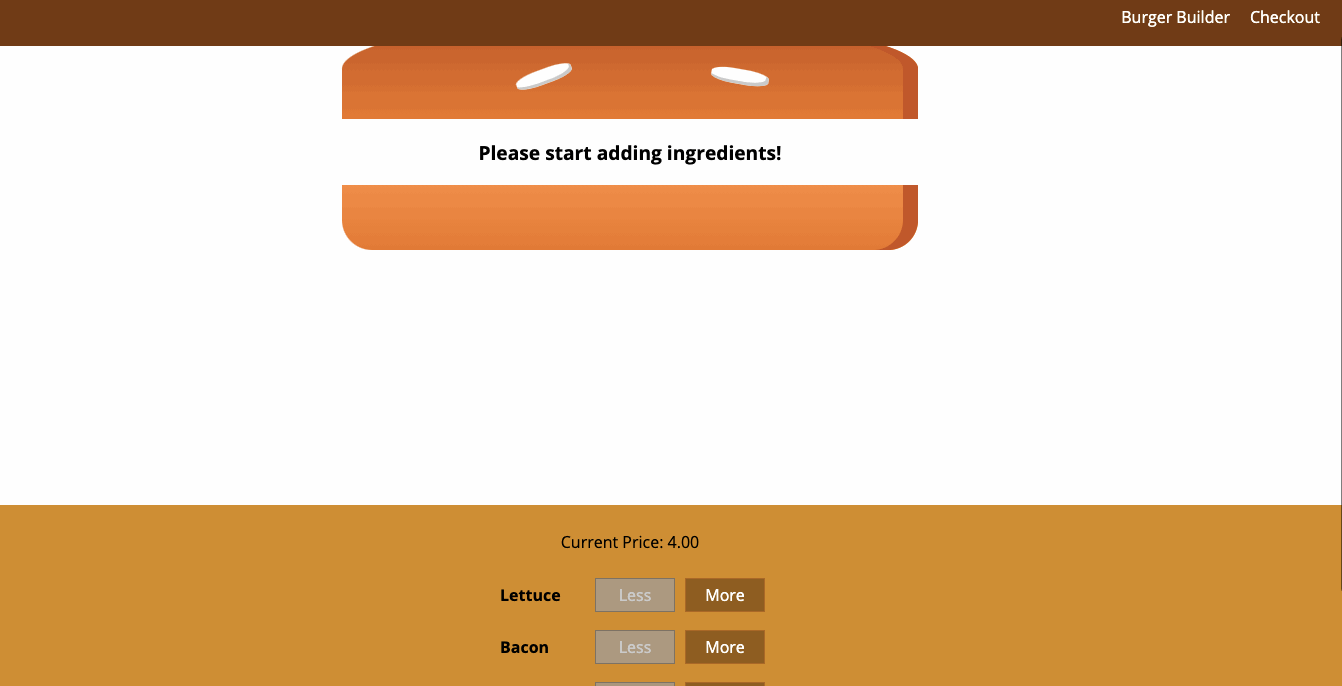 Burger Builder Checkout
Please start adding ingredients!
Current Price: 4.00
Lettuce Less More
Bacon Less More